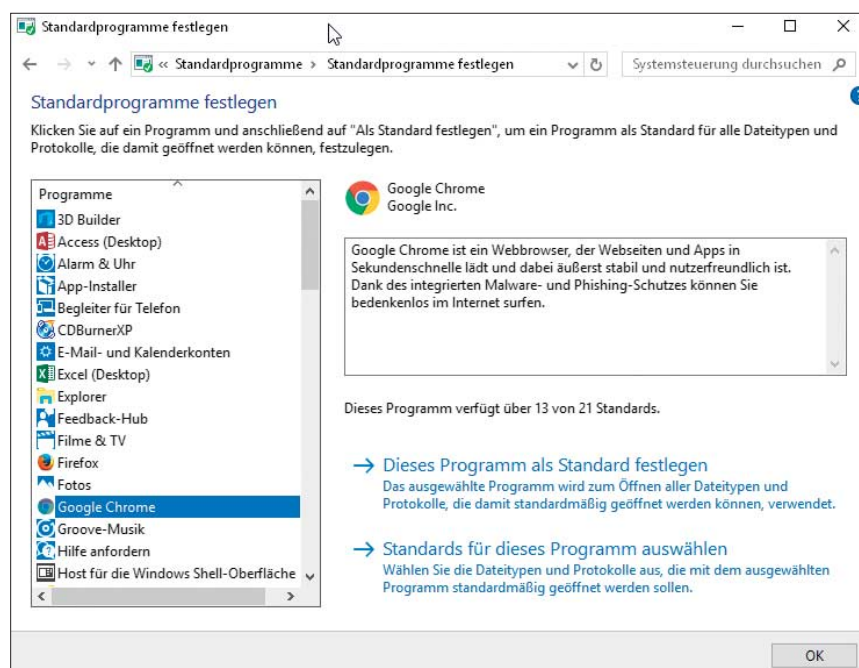 Standardprogramme festlegen
« Standardprogramme > Standardprogramme festlegen
Systemsteuerung durchsuchen
Standardprogramme festlegen
Klicken Sie auf ein Programm und anschließend auf "Als Standard festlegen", um ein Programm als Standard für alle Dateitypen und
Protokolle, die damit geöffnet werden können, festzulegen.
Programme
3D Builder
Access (Desktop)
Alarm & Uhr
App-Installer
Begleiter für Telefon
CDBurnerXP
E-Mail- und Kalenderkonten
Excel (Desktop)
Explorer
Feedback-Hub
Filme & TV
Firefox
Fotos
Google Chrome
Groove-Musik
Hilfe anfordern
Host für die Windows Shell-Oberfläche
Google Chrome
Google Inc.
Google Chrome ist ein Webbrowser, der Webseiten und Apps in
Sekundenschnelle lädt und dabei äußerst stabil und nutzerfreundlich ist.
Dank des integrierten Malware- und Phishing-Schutzes können Sie
bedenkenlos im Internet surfen.
Dieses Programm verfügt über 13 von 21 Standards.
Dieses Programm als Standard festlegen
Das ausgewählte Programm wird zum Öffnen aller Dateitypen und
Protokolle, die damit standardmäßig geöffnet werden können, verwendet.
Standards für dieses Programm auswählen
Wählen Sie die Dateitypen und Protokolle aus, die mit dem ausgewählten
Programm standardmäßig geöffnet werden sollen.
OK